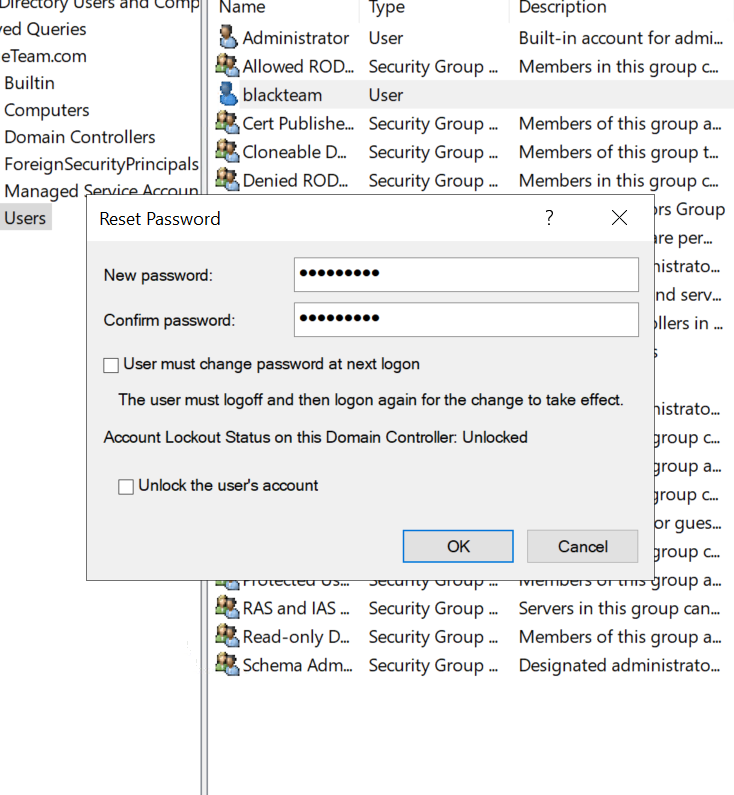 Directory Users and Comp
ved Queries
eTeam.com
Builtin
Computers
Domain Controllers
ForeignSecurityPrincipals
Managed Service Accoun
Users
Name Type Description
Administrator User Built-in account for admi...
Allowed ROD... Security Group ... Members in this group c...
blackteam User
Cert Publishe... Security Group ... Members of this group a...
Cloneable D... Security Group ... Members of this group t...
Denied ROD... Security Group ... Members in this group c...
ors Group
are per...
nistrato...
nd serv...
ollers in ...
s
nistrato...
group c...
group a...
group c...
or gues...
group c...
Reset Password ?
New password: ●●●●●●●●●
Confirm password: ●●●●●●●●●
User must change password at next logon
The user must logoff and then logon again for the change to take effect.
Account Lockout Status on this Domain Controller: Unlocked
Unlock the user's account
OK Cancel
Protected Us... Security Group ... Members of this group a...
RAS and IAS ... Security Group ... Servers in this group can...
Read-only D... Security Group ... Members of this group a...
Schema Adm... Security Group ... Designated administrato...